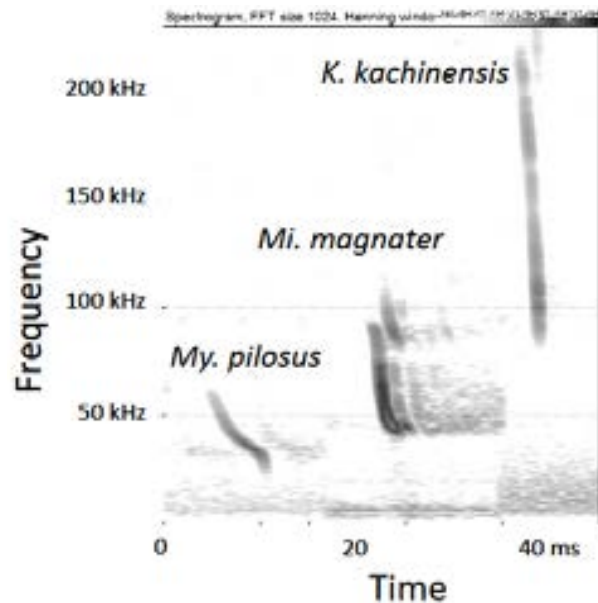 Spectrogram, FFT size 1024, Hanning windo
200 kHz
K. kachinensis
150 kHz
Mi. magnater
100 kHz
My. pilosus
50 kHz
Frequency
0
20
40 ms
Time